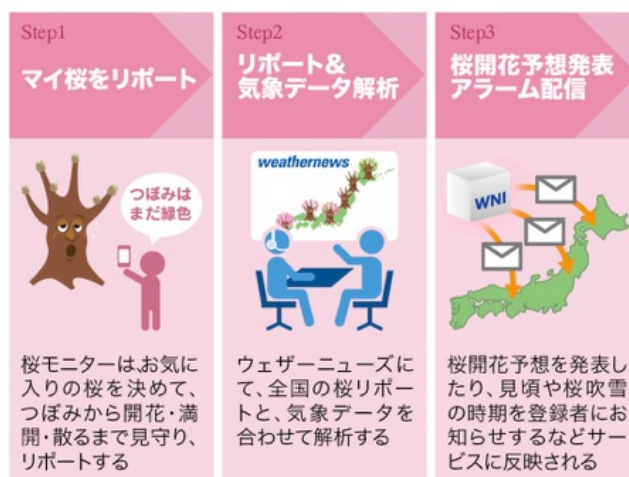 Step1
マイ桜をリポート
つぼみは
まだ緑色
桜モニターは、お気に
入りの桜を決めて、
つぼみから開花・満
開・散るまで見守り、
リポートする
Step2
リポート&
気象データ解析
weathernews
ウェザーニューズに
て、全国の桜リポー
トと、気象データを
合わせて解析する
Step3
桜開花予想発表
アラーム配信
WNI
桜開花予想を発表し
たり、見頃や桜吹雪
の時期を登録者にお
知らせするなどサー
ビスに反映される